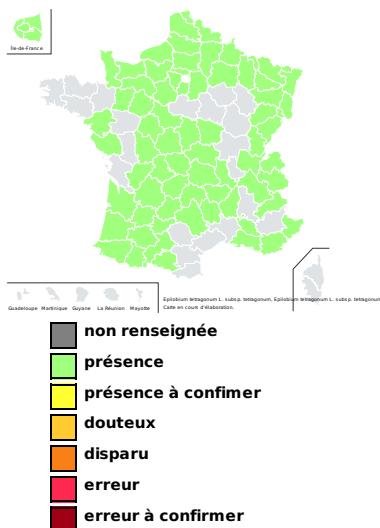 Île-de-France
Guadeloupe Martinique Guyane La Réunion Mayotte
Epilobium tetragonum L. subsp. tetragonum, Epilobium tetragonum L. subsp. tetragonum
Carte en cours d'élaboration.
non renseignée
présence
présence à confimer
douteux
disparu
erreur
erreur à confirmer